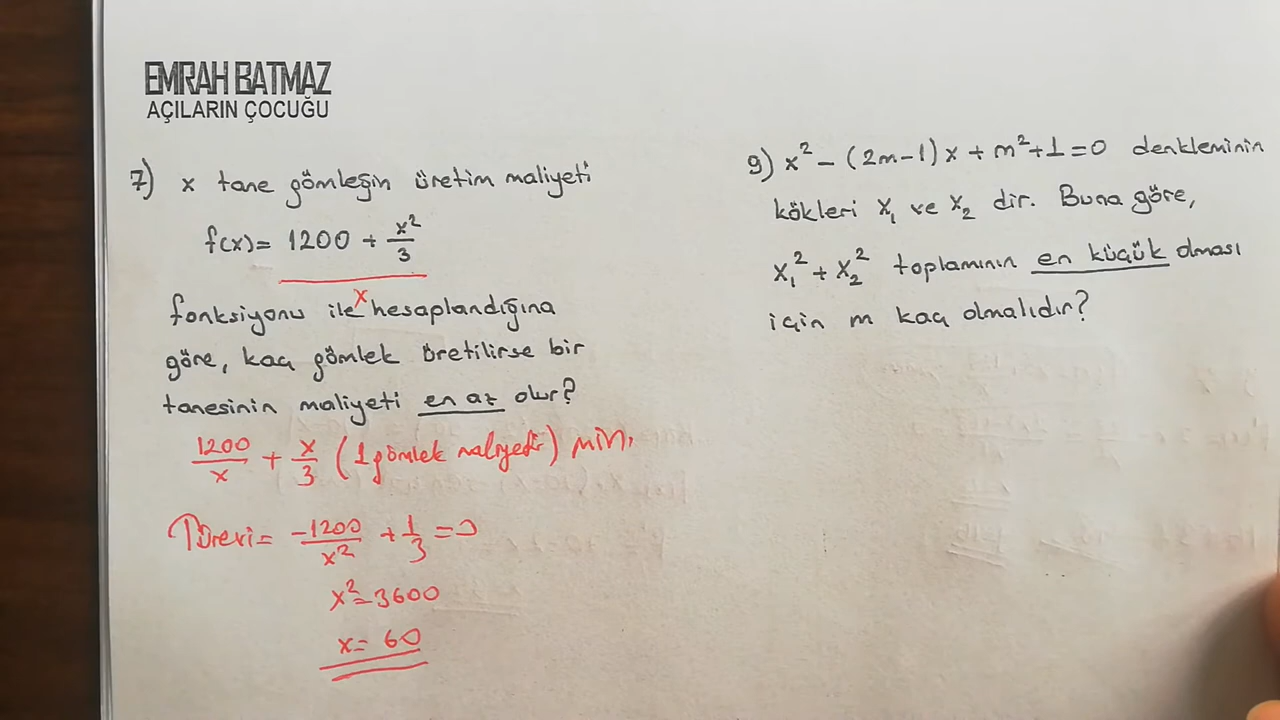 EMRAH BATMAZ
AÇILARIN ÇOCUĞU
7) x tane gömleğin üretim maliyeti
f(x) = 1200 + x²/3
x
fonksiyonu ile hesaplandığına
göre, kaç gömlek üretilirse bir
tanesinin maliyeti en az olur?
1200/x + x/3 (1 gömlek maliyeti) min.
Türevi = -1200/x² + 1/3 = 0
x² = 3600
x = 60
9) x² - (2m-1)x + m² + 1 = 0 denkleminin
kökleri x₁ ve x₂ dir. Buna göre,
x₁² + x₂² toplamının en küçük olması
için m kaç olmalıdır?